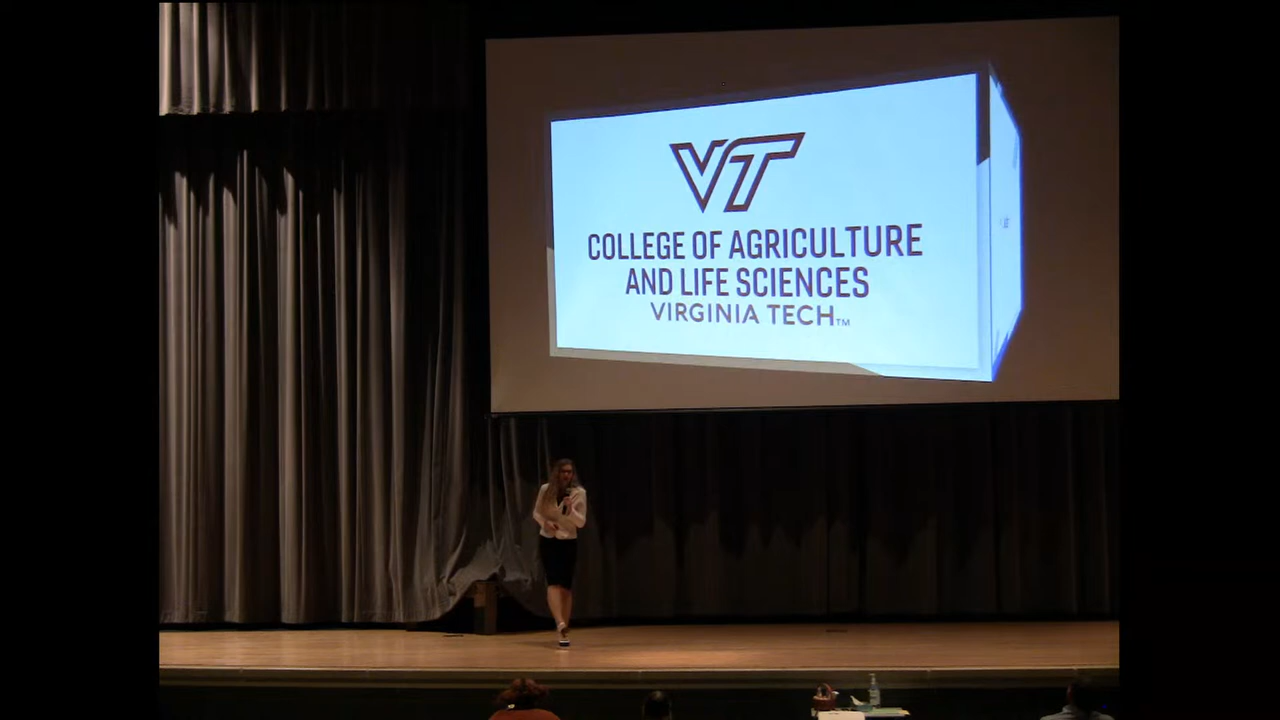 VT
COLLEGE OF AGRICULTURE
AND LIFE SCIENCES
VIRGINIA TECH™